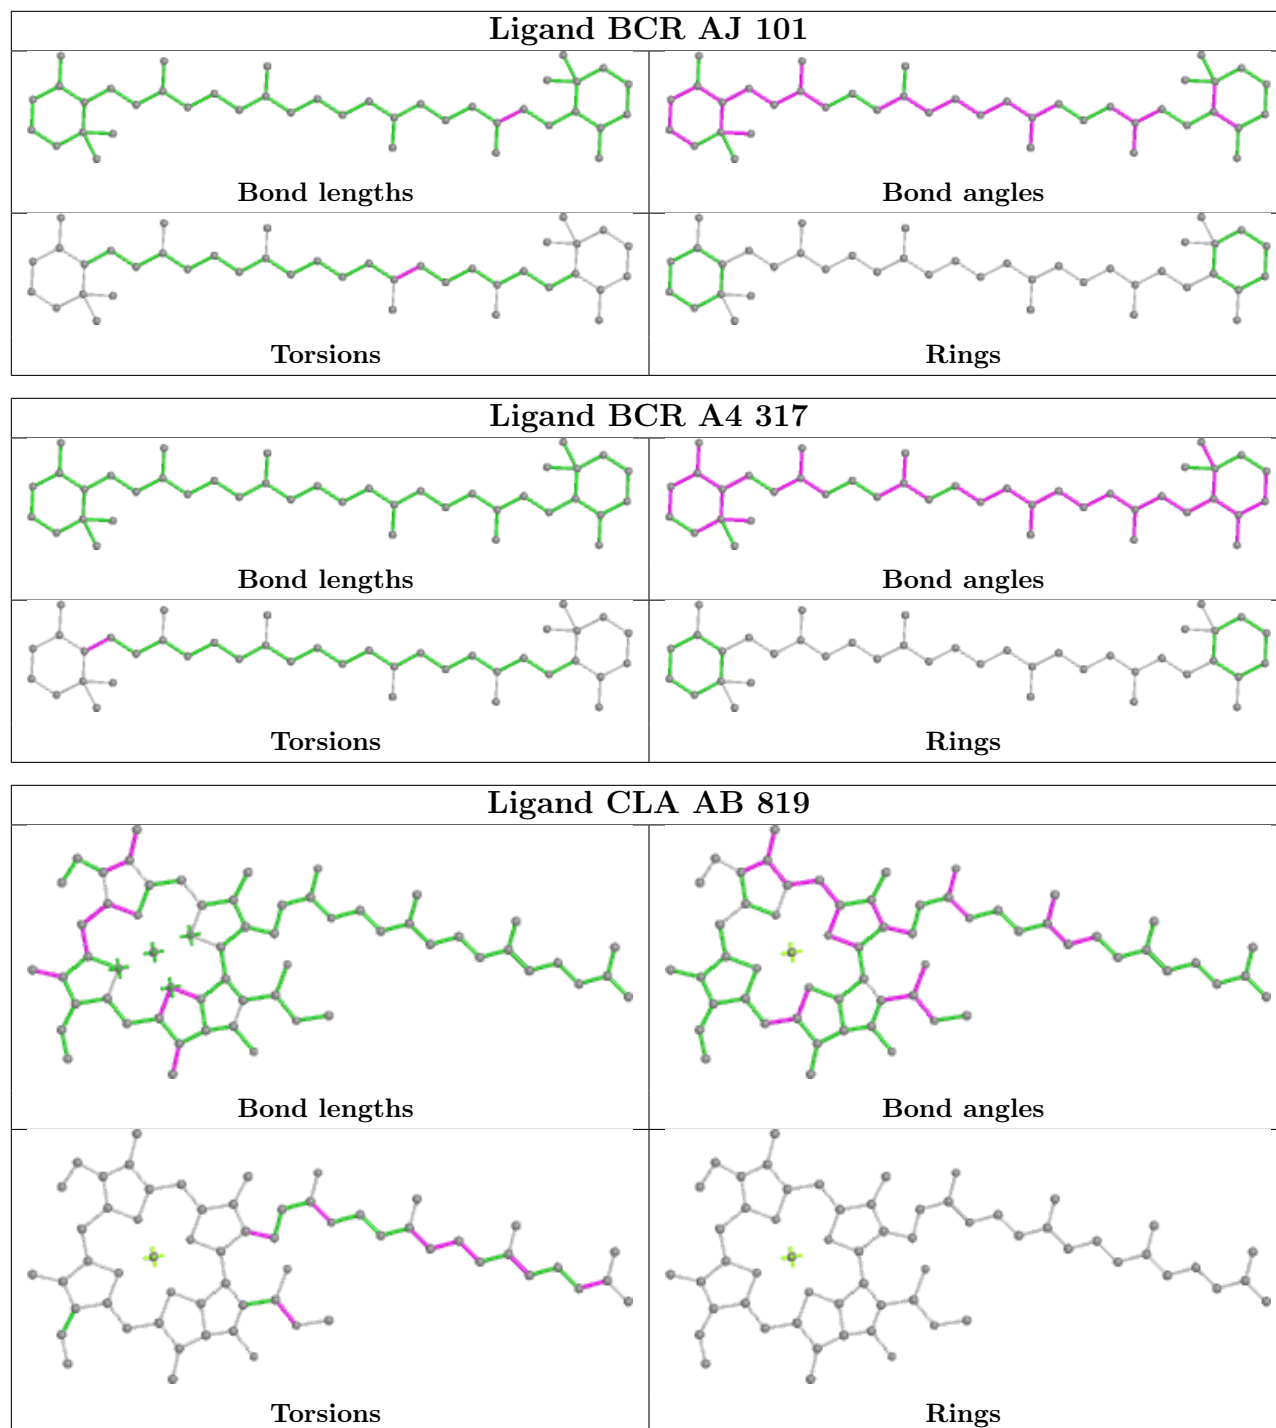 Ligand BCR AJ 101
Bond lengths
Bond angles
Torsions
Rings
Ligand BCR A4 317
Bond lengths
Bond angles
Torsions
Rings
Ligand CLA AB 819
Bond lengths
Bond angles
Torsions
Rings